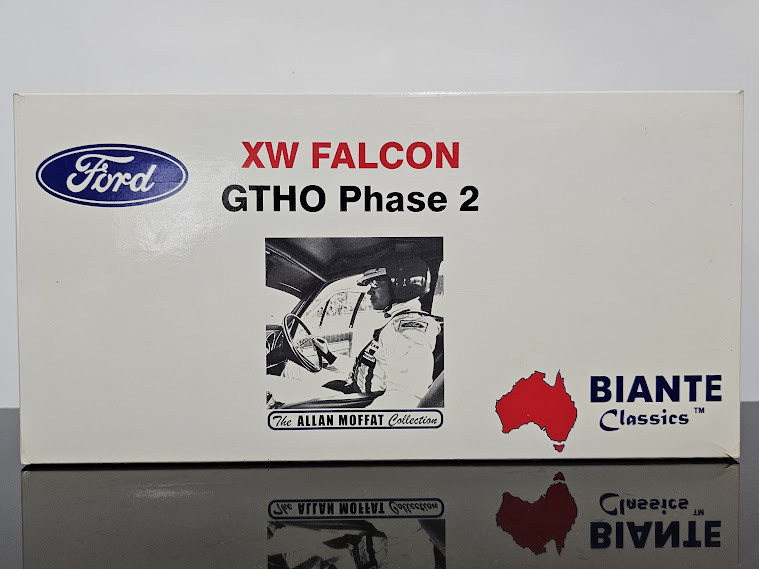 Ford
XW FALCON
GTHO Phase 2
The ALLAN MOFFAT Collection
BIANTE
Classics™